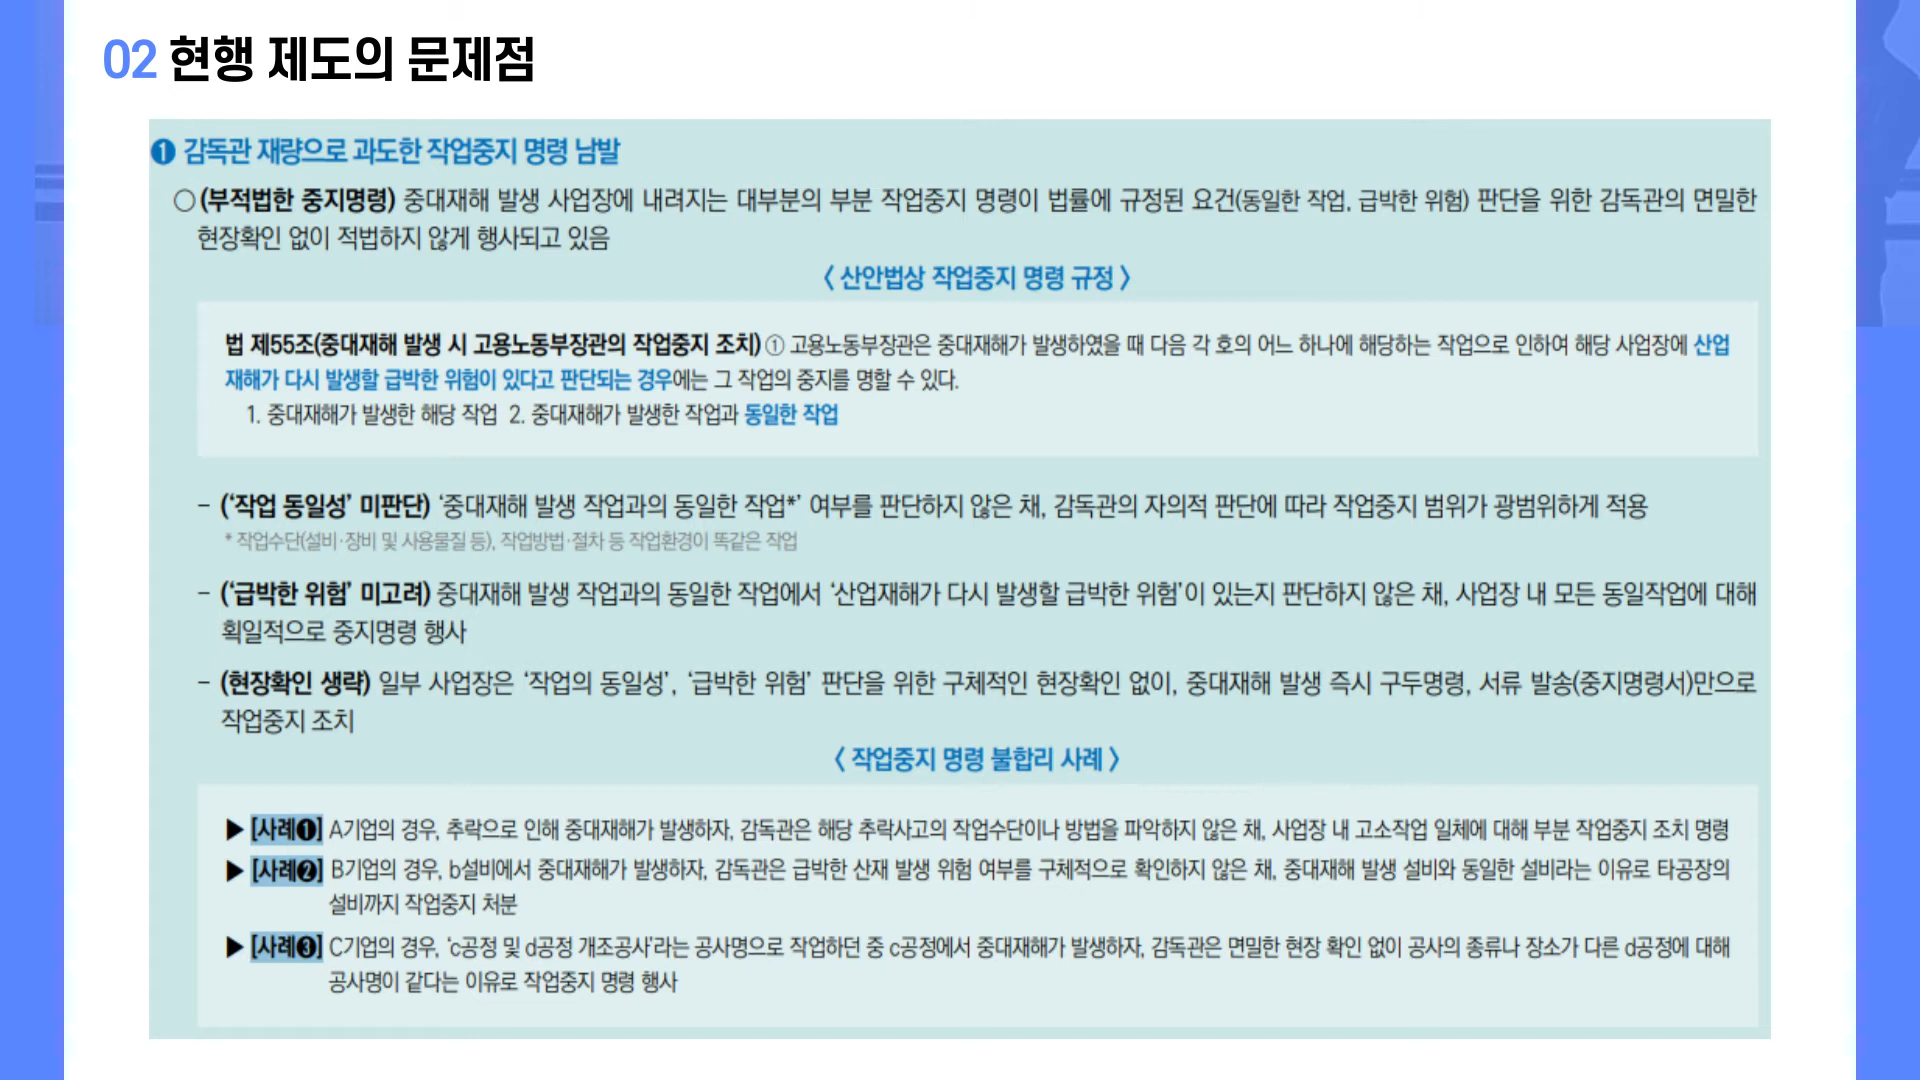 02 현행 제도의 문제점
❶ 감독관 재량으로 과도한 작업중지 명령 남발
○ (부적법한 중지명령) 중대재해 발생 사업장에 내려지는 대부분의 부분 작업중지 명령이 법률에 규정된 요건(동일한 작업, 급박한 위험) 판단을 위한 감독관의 면밀한
현장확인 없이 적법하지 않게 행사되고 있음
〈 산안법상 작업중지 명령 규정 〉
법 제55조(중대재해 발생 시 고용노동부장관의 작업중지 조치) ① 고용노동부장관은 중대재해가 발생하였을 때 다음 각 호의 어느 하나에 해당하는 작업으로 인하여 해당 사업장에 산업
재해가 다시 발생할 급박한 위험이 있다고 판단되는 경우에는 그 작업의 중지를 명할 수 있다.
1. 중대재해가 발생한 해당 작업 2. 중대재해가 발생한 작업과 동일한 작업
– (‘작업 동일성’ 미판단) ‘중대재해 발생 작업과의 동일한 작업*’ 여부를 판단하지 않은 채, 감독관의 자의적 판단에 따라 작업중지 범위가 광범위하게 적용
* 작업수단(설비·장비 및 사용물질 등), 작업방법·절차 등 작업환경이 똑같은 작업
– (‘급박한 위험’ 미고려) 중대재해 발생 작업과의 동일한 작업에서 ‘산업재해가 다시 발생할 급박한 위험’이 있는지 판단하지 않은 채, 사업장 내 모든 동일작업에 대해
획일적으로 중지명령 행사
– (현장확인 생략) 일부 사업장은 ‘작업의 동일성’, ‘급박한 위험’ 판단을 위한 구체적인 현장확인 없이, 중대재해 발생 즉시 구두명령, 서류 발송(중지명령서)만으로
작업중지 조치
〈 작업중지 명령 불합리 사례 〉
▶ [사례❶] A기업의 경우, 추락으로 인해 중대재해가 발생하자, 감독관은 해당 추락사고의 작업수단이나 방법을 파악하지 않은 채, 사업장 내 고소작업 일체에 대해 부분 작업중지 조치 명령
▶ [사례❷] B기업의 경우, b설비에서 중대재해가 발생하자, 감독관은 급박한 산재 발생 위험 여부를 구체적으로 확인하지 않은 채, 중대재해 발생 설비와 동일한 설비라는 이유로 타공장의
설비까지 작업중지 처분
▶ [사례❸] C기업의 경우, ‘c공정 및 d공정 개조공사’라는 공사명으로 작업하던 중 c공정에서 중대재해가 발생하자, 감독관은 면밀한 현장 확인 없이 공사의 종류나 장소가 다른 d공정에 대해
공사명이 같다는 이유로 작업중지 명령 행사